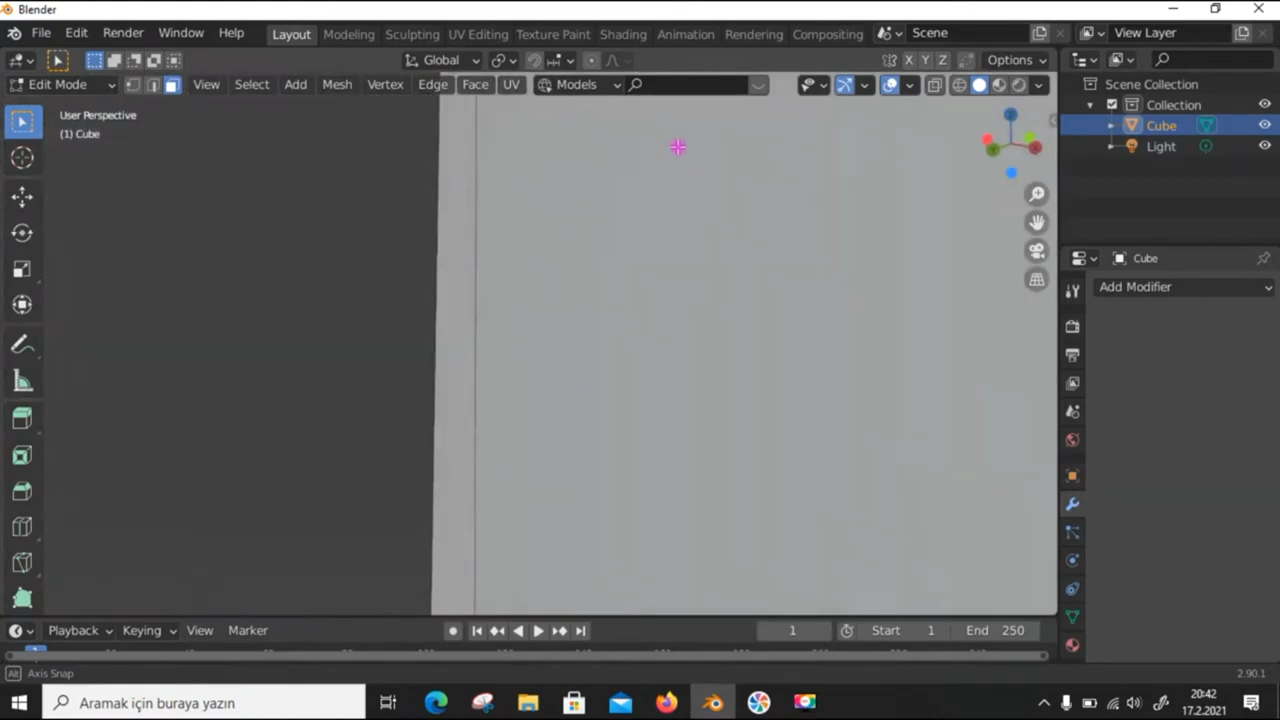 Blender
File Edit Render Window Help Layout Modeling Sculpting UV Editing Texture Paint Shading Animation Rendering Compositing Scene View Layer
Global X Y Z Options
Edit Mode View Select Add Mesh Vertex Edge Face UV Models
Scene Collection
User Perspective
(1) Cube
Collection
Cube
Light
Cube
Add Modifier
Playback Keying View Marker 1 Start 1 End 250
Alt Axis Snap 2.90.1
Aramak için buraya yazın
20:42
17.2.2021